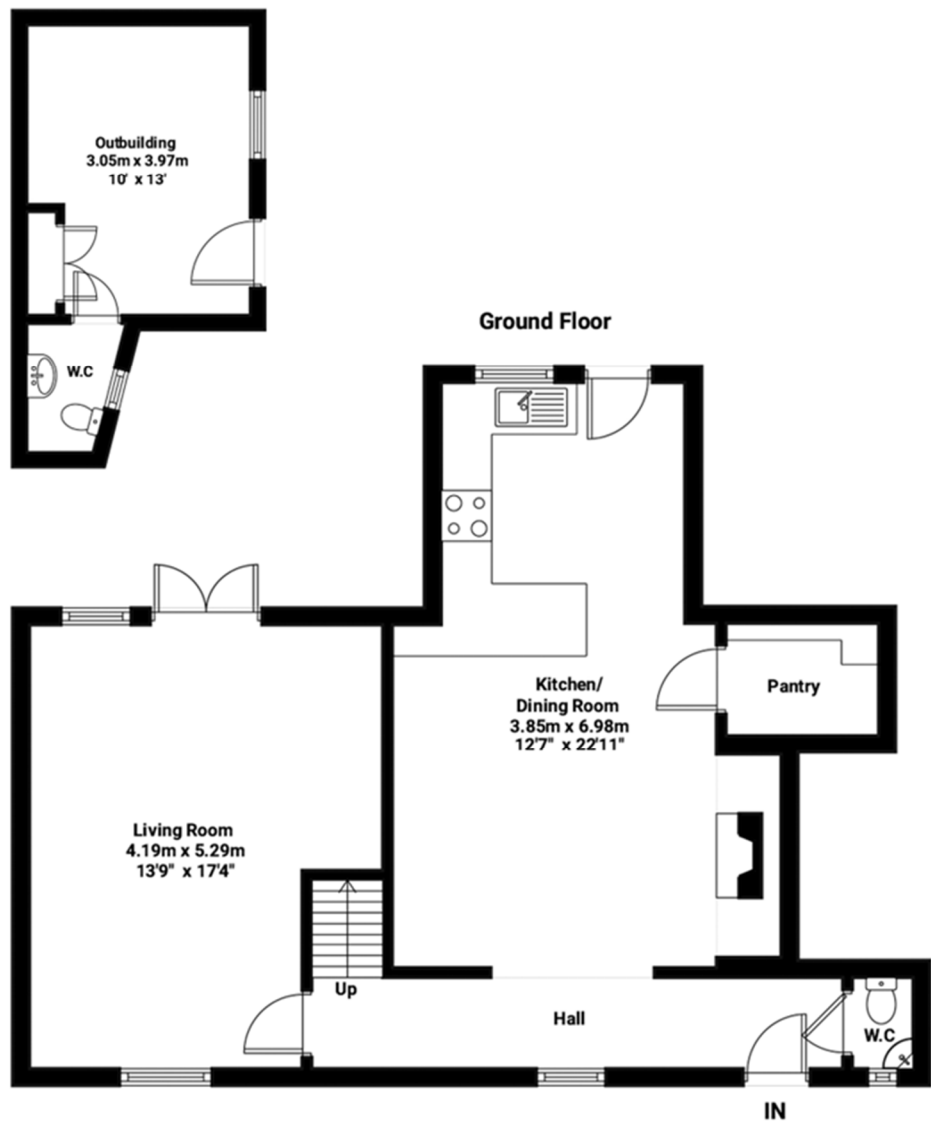 Outbuilding
3.05m x 3.97m
10' x 13'
W.C
Ground Floor
Kitchen/
Dining Room
3.85m x 6.98m
12'7" x 22'11"
Pantry
Living Room
4.19m x 5.29m
13'9" x 17'4"
Up
Hall
W.C
IN